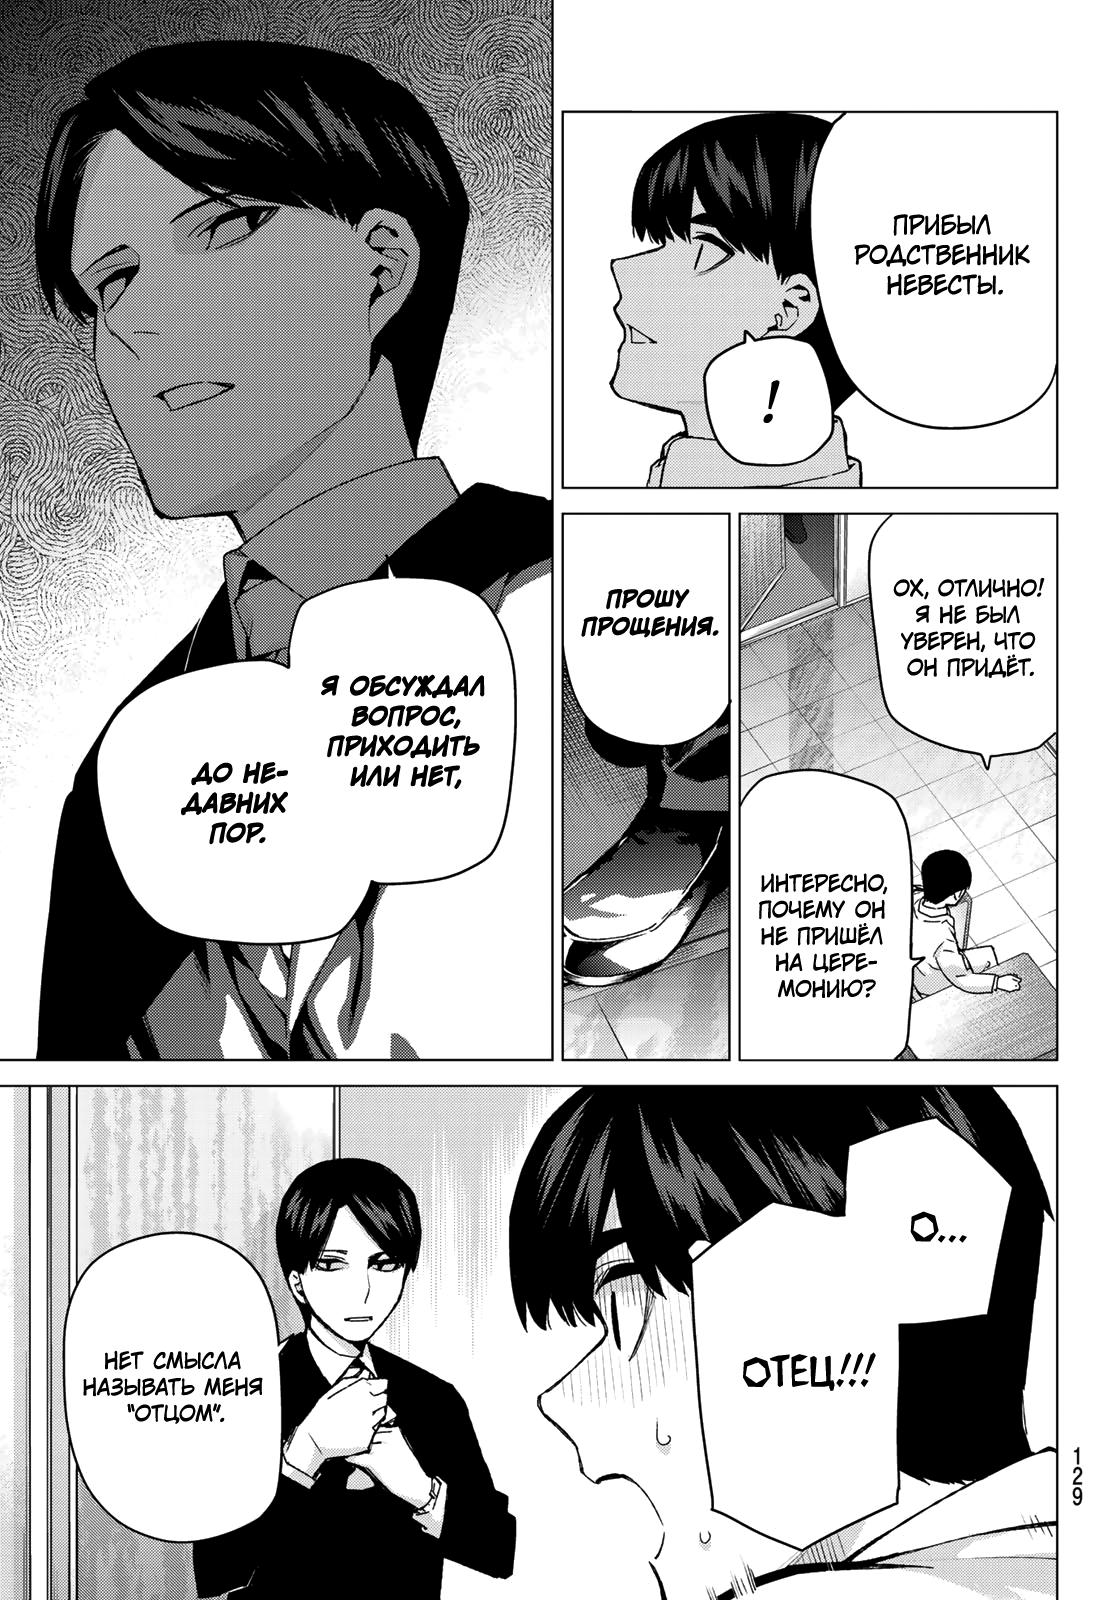 ПРИБЫЛ
РОДСТВЕННИК
НЕВЕСТЫ.
!
ОХ, ОТЛИЧНО!
Я НЕ БЫЛ
УВЕРЕН, ЧТО
ОН ПРИДЁТ.
ИНТЕРЕСНО,
ПОЧЕМУ ОН
НЕ ПРИШЁЛ
НА ЦЕРЕ-
МОНИЮ?
ПРОШУ
ПРОЩЕНИЯ.
Я ОБСУЖДАЛ
ВОПРОС,
ПРИХОДИТЬ
ИЛИ НЕТ,
ДО НЕ-
ДАВНИХ
ПОР.
О...
ОТЕЦ!!!
НЕТ СМЫСЛА
НАЗЫВАТЬ МЕНЯ
"ОТЦОМ".
129